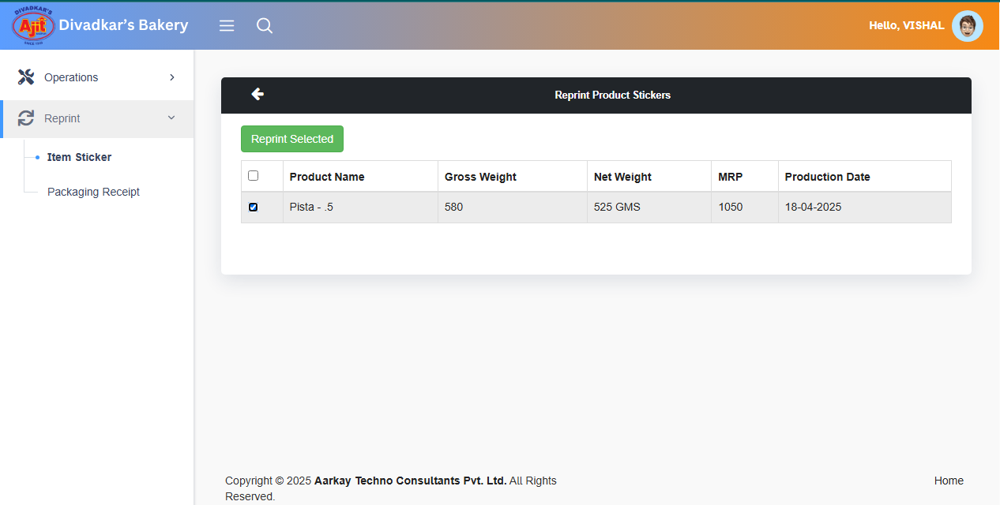 DIVADKAR'S
Ajit
SINCE 1938
Divadkar's Bakery
Hello, VISHAL
Operations
Reprint
Item Sticker
Packaging Receipt
Reprint Product Stickers
Reprint Selected
Product Name Gross Weight Net Weight MRP Production Date
Pista - .5 580 525 GMS 1050 18-04-2025
Copyright © 2025 Aarkay Techno Consultants Pvt. Ltd. All Rights
Reserved.
Home